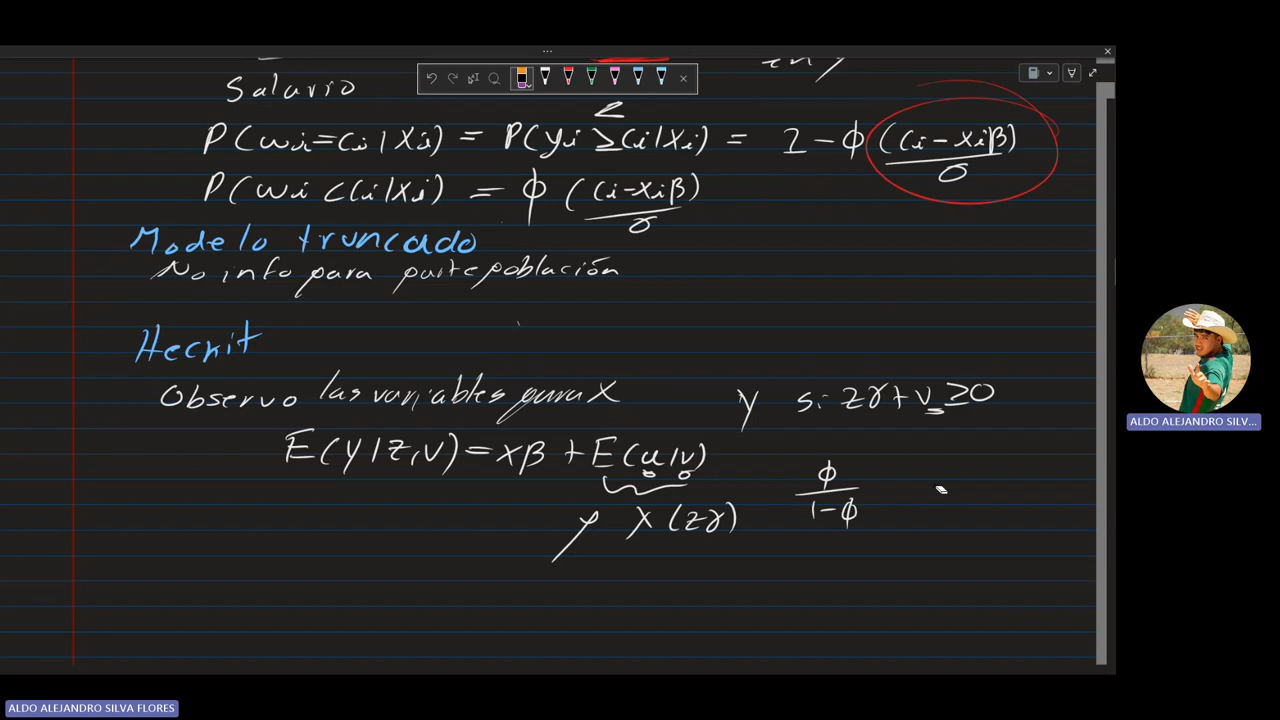 Salario
P(wi=ci|Xi) = P(yi ≥ ci|Xi) = 1 - φ (ci - xiβ)/σ
P(wi<ci|Xi) = φ (ci-xiβ)/σ
Modelo truncado
No info para parte población
Heckit
Observo las variables para X y si zγ+v ≥0
E(y|z,v) = xβ + E(u|v)
ρ λ(zγ) φ/1-φ
ALDO ALEJANDRO SILV...
ALDO ALEJANDRO SILVA FLORES